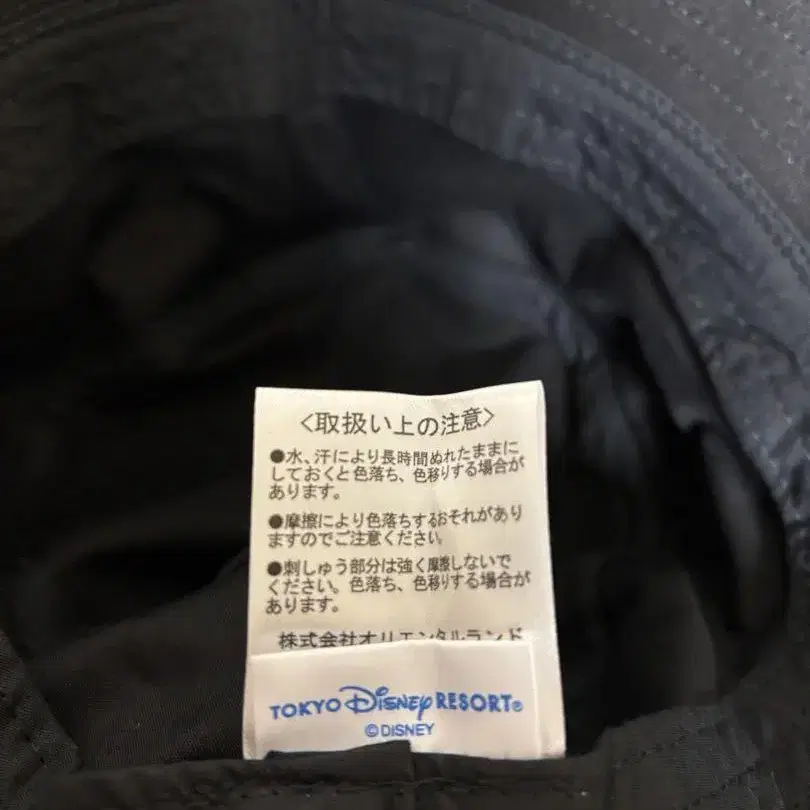 <取扱い上の注意>
●水、汗により長時間ぬれたままに
しておくと色落ち、色移りする場合が
あります。
●摩擦により色落ちするおそれがあり
ますのでご注意ください。
●刺しゅう部分は強く摩擦しないで
ください。色落ち、色移りする場合が
あります。
株式会社オリエンタルランド
TOKYO Disney RESORT®
©DISNEY